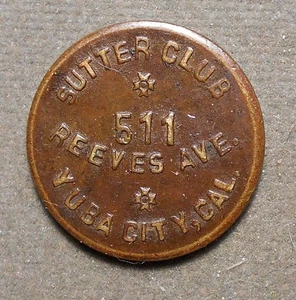 SUTTER CLUB
511
REEVES AVE.
YUBA CITY, CAL.